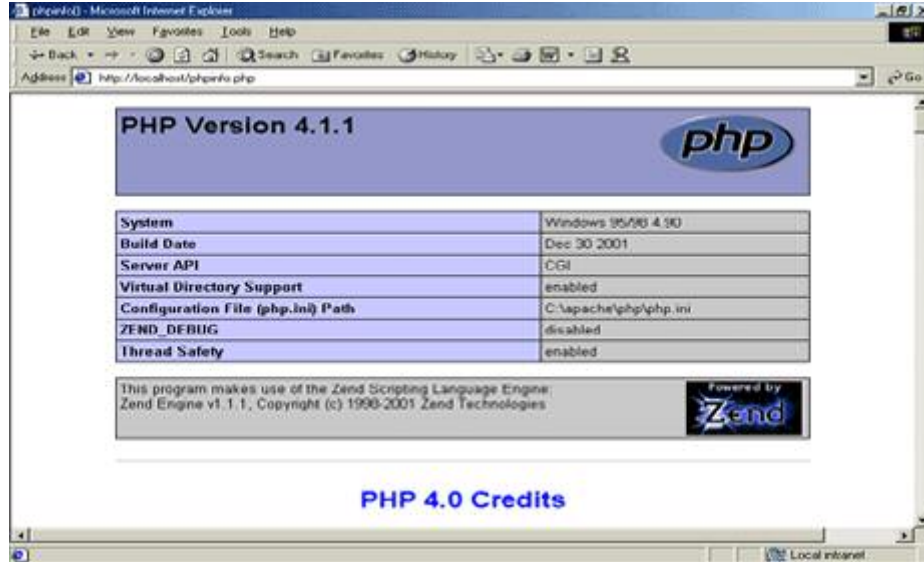 phpinfo() - Microsoft Internet Explorer
File Edit View Favorites Tools Help
Back Search Favorites History
Address http://localhost/phpinfo.php Go
PHP Version 4.1.1
php
System Windows 95/98 4.90
Build Date Dec 30 2001
Server API CGI
Virtual Directory Support enabled
Configuration File (php.ini) Path C:\apache\php\php.ini
ZEND_DEBUG disabled
Thread Safety enabled
This program makes use of the Zend Scripting Language Engine:
Zend Engine v1.1.1, Copyright (c) 1998-2001 Zend Technologies
Powered by
Zend
PHP 4.0 Credits
Local intranet